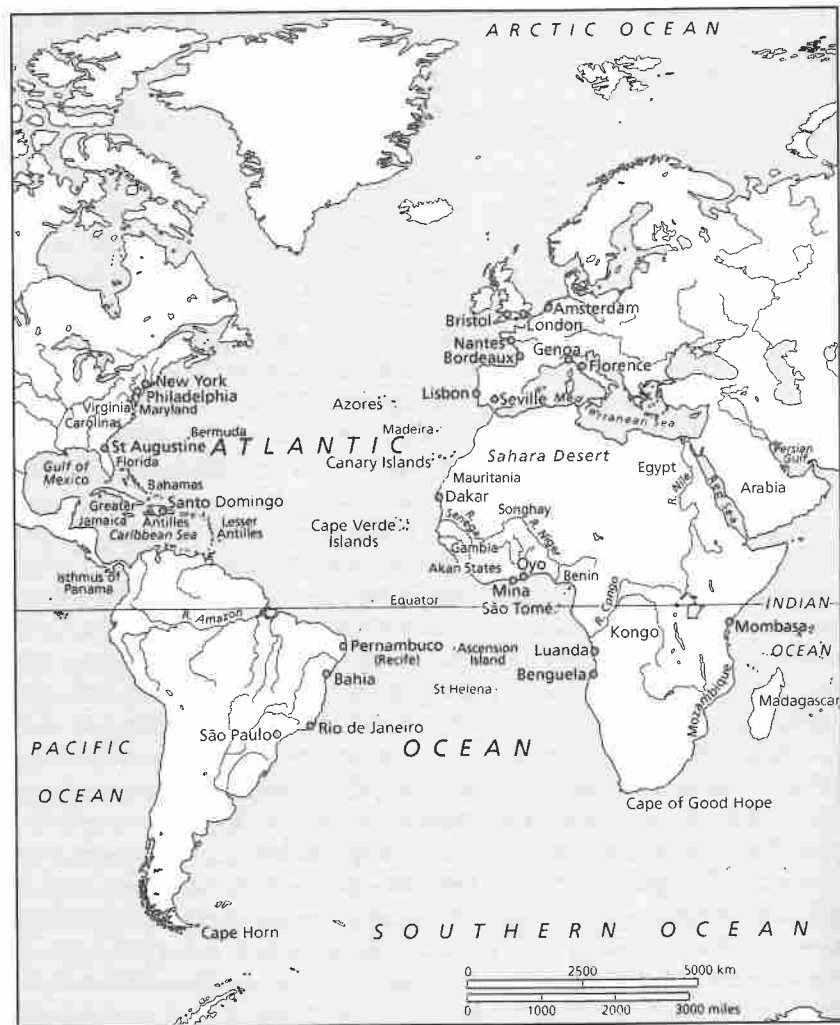 ARCTIC OCEAN
Amsterdam
Bristol
London
Nantes
Genoa
Bordeaux
Florence
New York
Philadelphia
Lisbon
Seville
Mediterranean Sea
Virginia
Maryland
Azores
Carolinas
Bermuda
Madeira
ATLANTIC
St Augustine
Sahara Desert
Persian
Gulf
Gulf of
Mexico
Florida
Canary Islands
Egypt
R. Nile
Red Sea
Arabia
Bahamas
Mauritania
Dakar
Santo Domingo
Greater
Antilles
Jamaica
Lesser
Antilles
Caribbean Sea
Cape Verde
Islands
R. Senegal
Songhay
R. Niger
Gambia
Oyo
Akan States
Benin
Isthmus of
Panama
Mina
Equator
São Tomé
R. Congo
INDIAN
R. Amazon
Kongo
Mombasa
OCEAN
Pernambuco
(Recife)
Ascension
Island
Luanda
Bahia
St Helena
Benguela
Mozambique
Madagascar
São Paulo
Rio de Janeiro
PACIFIC
OCEAN
OCEAN
Cape of Good Hope
Cape Horn
SOUTHERN OCEAN
0 2500 5000 km
0 1000 2000 3000 miles